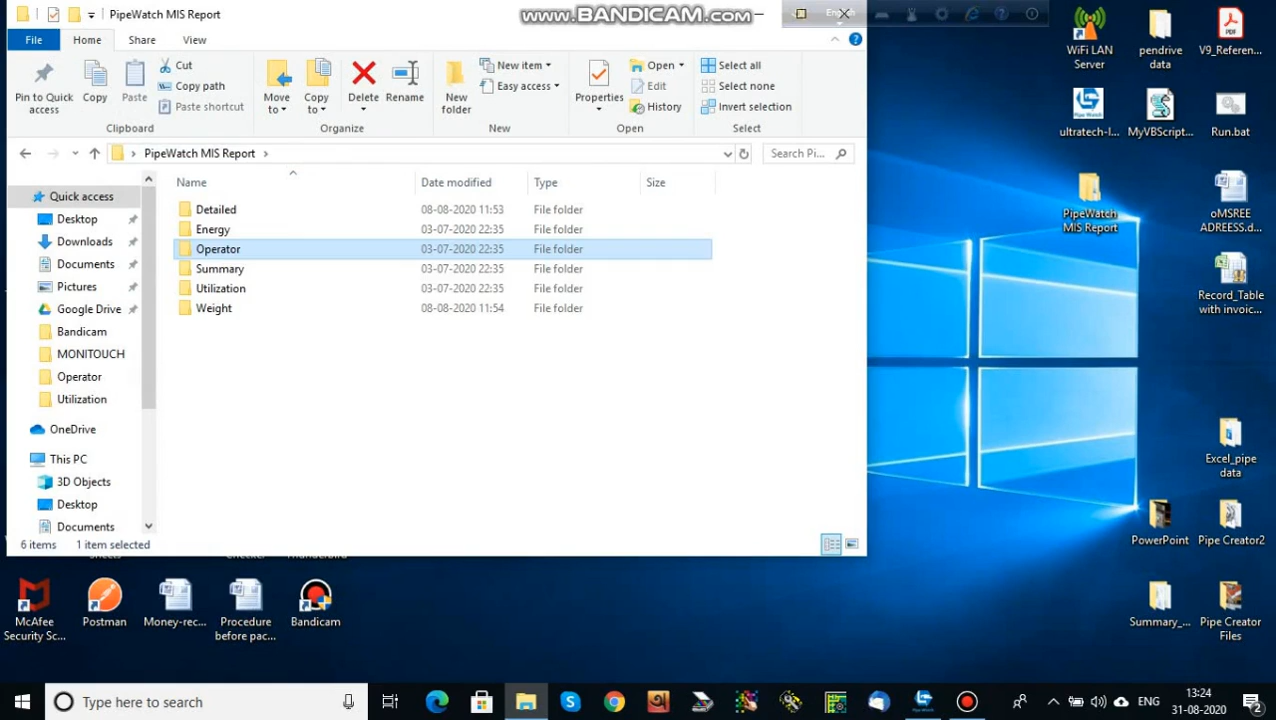 PipeWatch MIS Report
www.BANDICAM.com
File
Home
Share
View
Pin to Quick
access
Copy
Paste
Cut
Copy path
Paste shortcut
Clipboard
Move
to
Copy
to
Delete
Rename
Organize
New
folder
New item
Easy access
New
Properties
Open
Edit
History
Open
Select all
Select none
Invert selection
Select
PipeWatch MIS Report
Search Pi...
Quick access
Desktop
Downloads
Documents
Pictures
Google Drive
Bandicam
MONITOUCH
Operator
Utilization
OneDrive
This PC
3D Objects
Desktop
Documents
Name
Date modified
Type
Size
Detailed 08-08-2020 11:53 File folder
Energy 03-07-2020 22:35 File folder
Operator 03-07-2020 22:35 File folder
Summary 03-07-2020 22:35 File folder
Utilization 03-07-2020 22:35 File folder
Weight 08-08-2020 11:54 File folder
6 items
1 item selected
WiFi LAN
Server
pendrive
data
V9_Referen...
ultratech-l...
MyVBScript...
Run.bat
PipeWatch
MIS Report
oMSREE
ADREESS.d...
Record_Table
with invoic...
Excel_pipe
data
PowerPoint
Pipe Creator2
Summary_...
Pipe Creator
Files
McAfee
Security Sc...
Postman
Money-rec...
Procedure
before pac...
Bandicam
Type here to search
ENG
13:24
31-08-2020
2